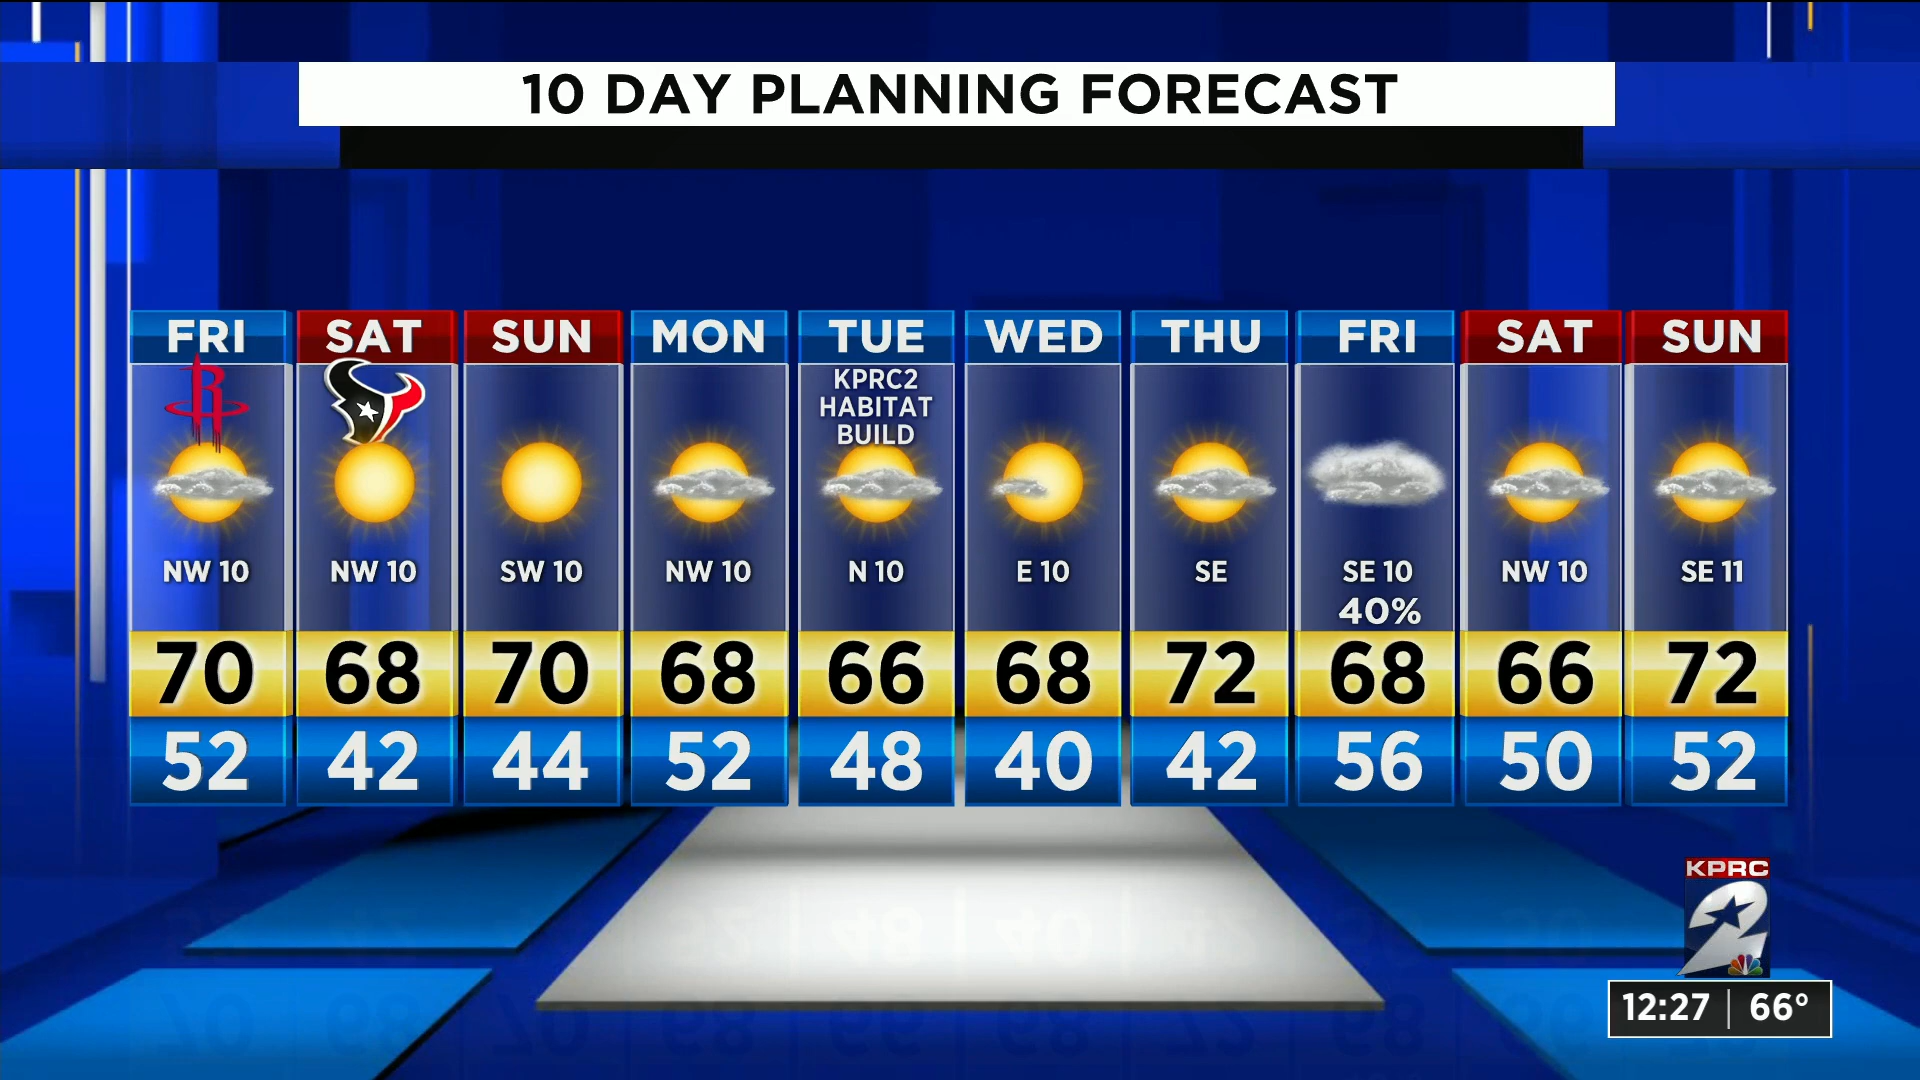 10 DAY PLANNING FORECAST
FRI SAT SUN MON TUE WED THU FRI SAT SUN
R
KPRC2
HABITAT
BUILD
NW 10 NW 10 SW 10 NW 10 N 10 E 10 SE SE 10 NW 10 SE 11
40%
70 68 70 68 66 68 72 68 66 72
52 42 44 52 48 40 42 56 50 52
KPRC
2
12:27 66°